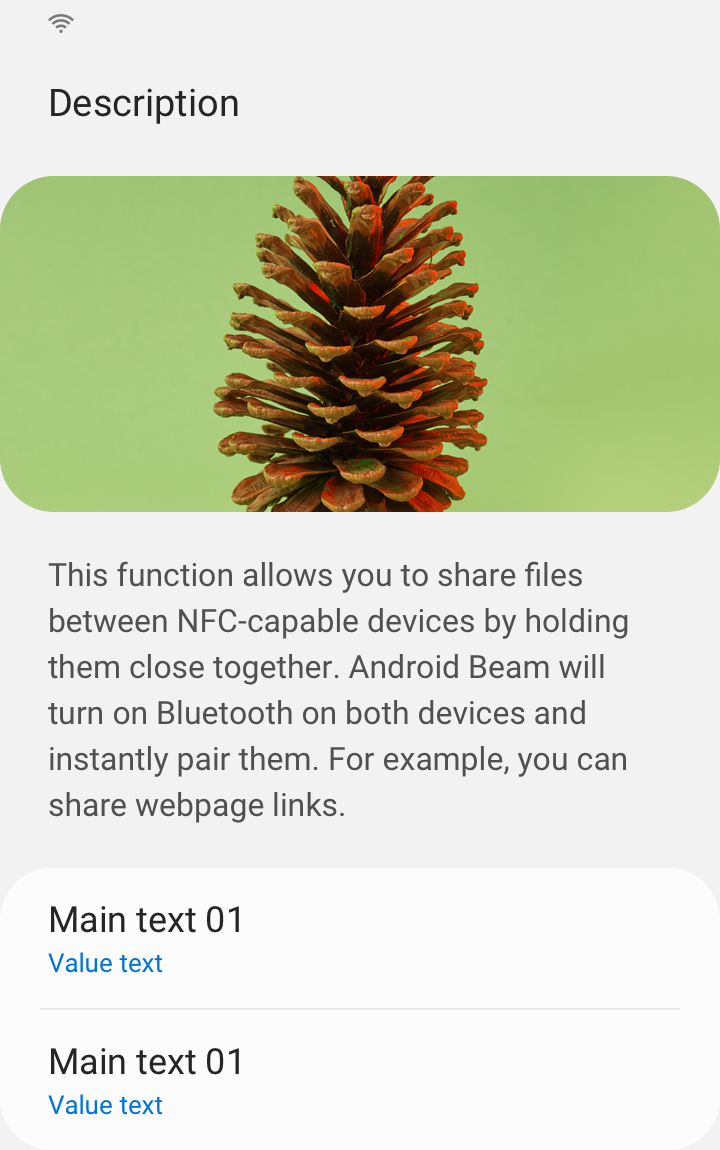 Description
This function allows you to share files
between NFC-capable devices by holding
them close together. Android Beam will
turn on Bluetooth on both devices and
instantly pair them. For example, you can
share webpage links.
Main text 01
Value text
Main text 01
Value text